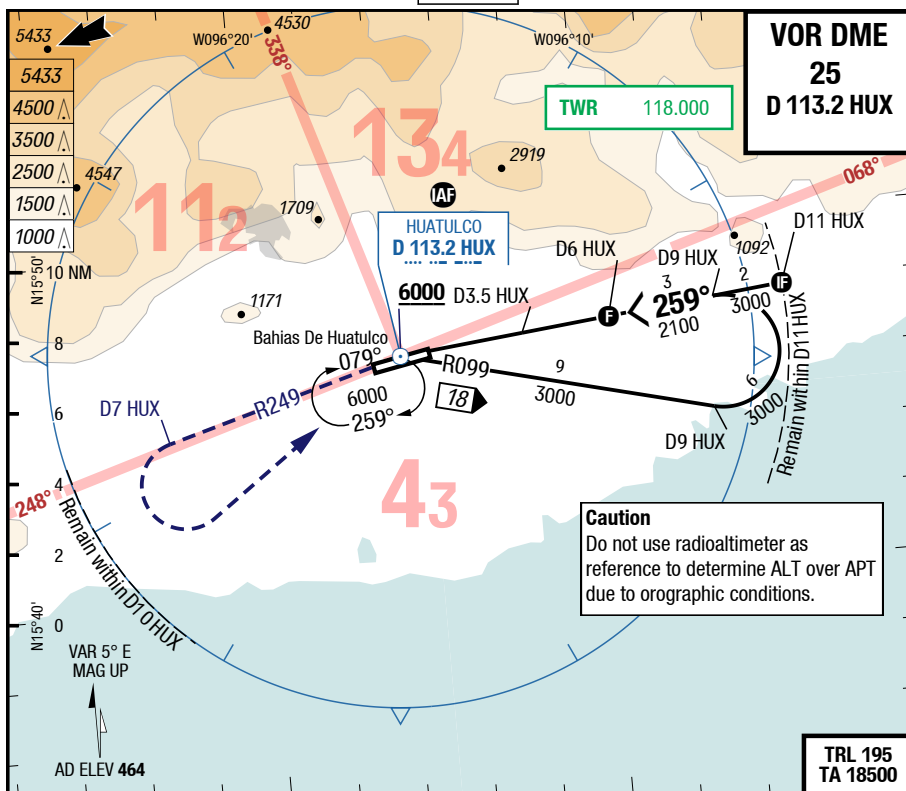 5433
5433
4500
3500
2500
1500
1000
4547
W096°20'
4530
338°
W096°10'
VOR DME
25
D 113.2 HUX
TWR 118.000
134
2919
068°
112
1709
IAF
HUATULCO
D 113.2 HUX
6000
D3.5 HUX
D6 HUX
D9 HUX
1092
D11 HUX
N15°50'
10 NM
1171
3
2
IF
F
259°
3000
2100
Bahias De Huatulco
079°
8
R099
9
3000
6
3000
Remain within D11 HUX
R249
6000
259°
18
6
D7 HUX
D9 HUX
248°
4
43
Remain within D10 HUX
2
Caution
Do not use radioaltimeter as
reference to determine ALT over APT
due to orographic conditions.
N15°40'
0
VAR 5° E
MAG UP
AD ELEV 464
TRL 195
TA 18500